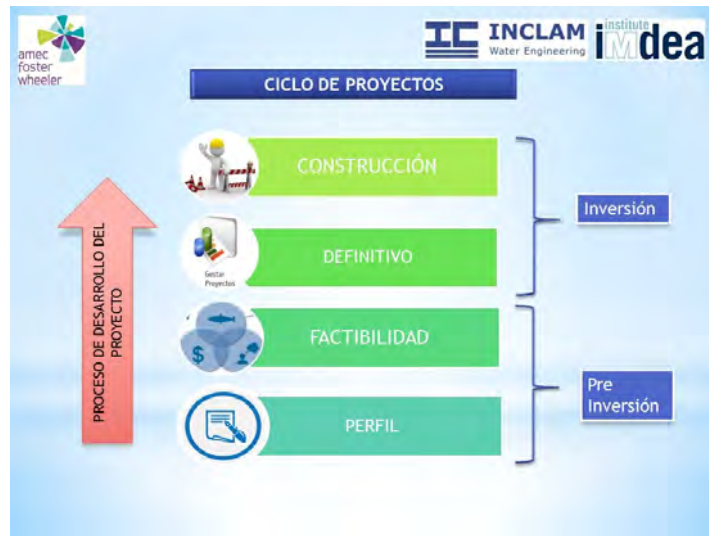 amec
foster
wheeler
IC INCLAM
Water Engineering
institute
iMdea
CICLO DE PROYECTOS
CONSTRUCCIÓN
Inversión
DEFINITIVO
Gestar
Proyectos
PROCESO DE DESARROLLO DEL
PROYECTO
FACTIBILIDAD
$
Pre
Inversión
PERFIL